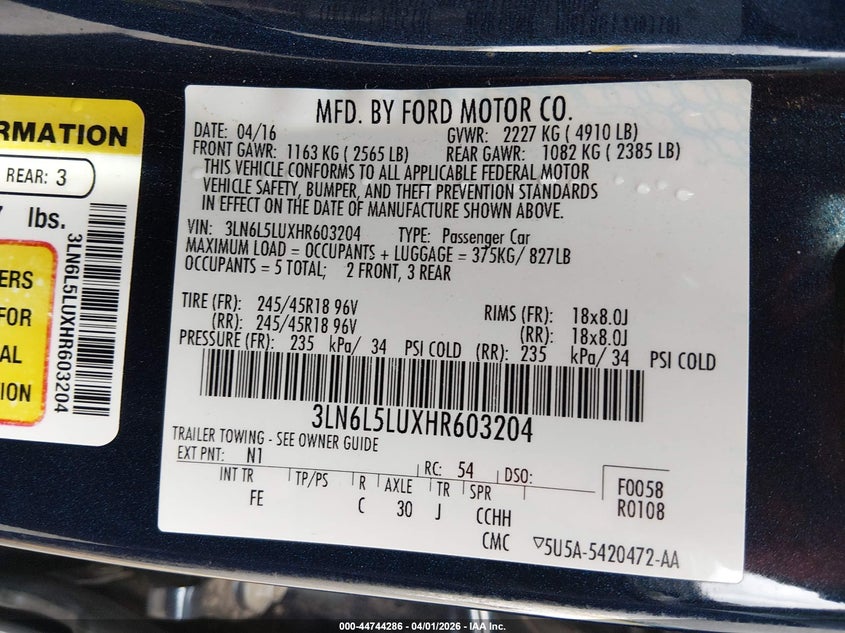 RMATION
REAR: 3
lbs.
3LN6L5LUXHR603204
ERS
FOR
AL
ION
MFD. BY FORD MOTOR CO.
DATE: 04/16 GVWR: 2227 KG ( 4910 LB)
FRONT GAWR: 1163 KG ( 2565 LB) REAR GAWR: 1082 KG ( 2385 LB)
THIS VEHICLE CONFORMS TO ALL APPLICABLE FEDERAL MOTOR
VEHICLE SAFETY, BUMPER, AND THEFT PREVENTION STANDARDS
IN EFFECT ON THE DATE OF MANUFACTURE SHOWN ABOVE.
VIN: 3LN6L5LUXHR603204 TYPE: Passenger Car
MAXIMUM LOAD = OCCUPANTS + LUGGAGE = 375KG/ 827LB
OCCUPANTS = 5 TOTAL; 2 FRONT, 3 REAR
TIRE (FR): 245/45R18 96V RIMS (FR): 18x8.0J
(RR): 245/45R18 96V (RR): 18x8.0J
PRESSURE (FR): 235 kPa/ 34 PSI COLD (RR): 235 kPa/ 34 PSI COLD
3LN6L5LUXHR603204
TRAILER TOWING - SEE OWNER GUIDE
EXT PNT: N1 RC: 54 DSO: F0058
INT TR TP/PS R AXLE TR SPR R0108
FE C 30 J CCHH
CMC ▽5U5A-5420472-AA
000-44744286 - 04/01/2026 - IAA Inc.